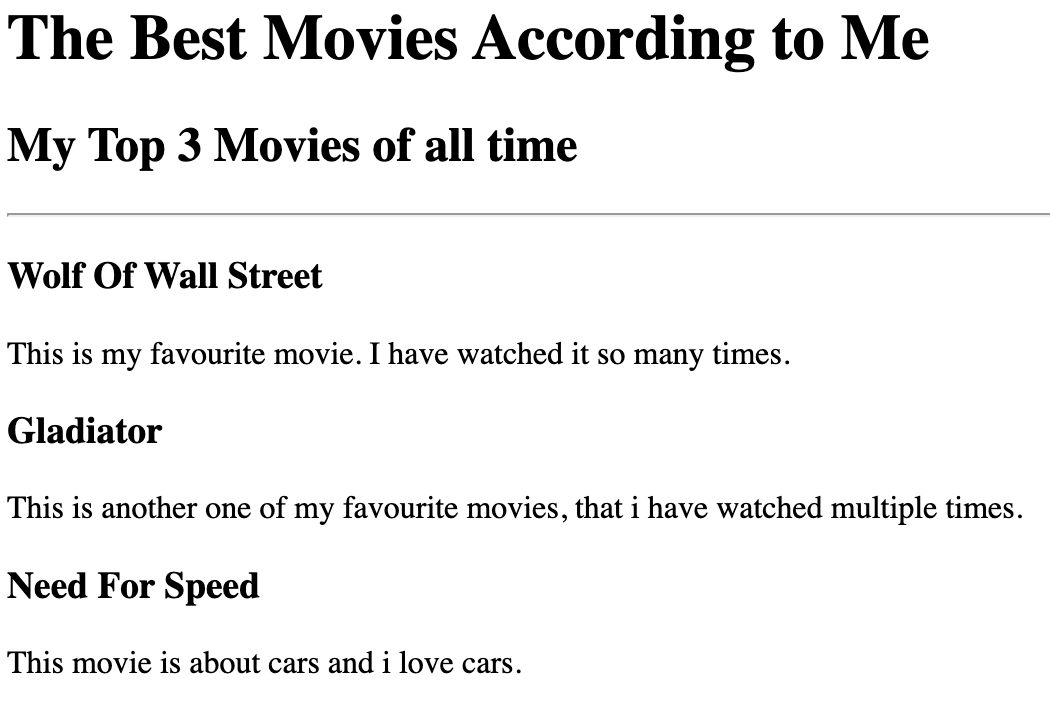 The Best Movies According to Me
My Top 3 Movies of all time
Wolf Of Wall Street
This is my favourite movie. I have watched it so many times.
Gladiator
This is another one of my favourite movies, that i have watched multiple times.
Need For Speed
This movie is about cars and i love cars.